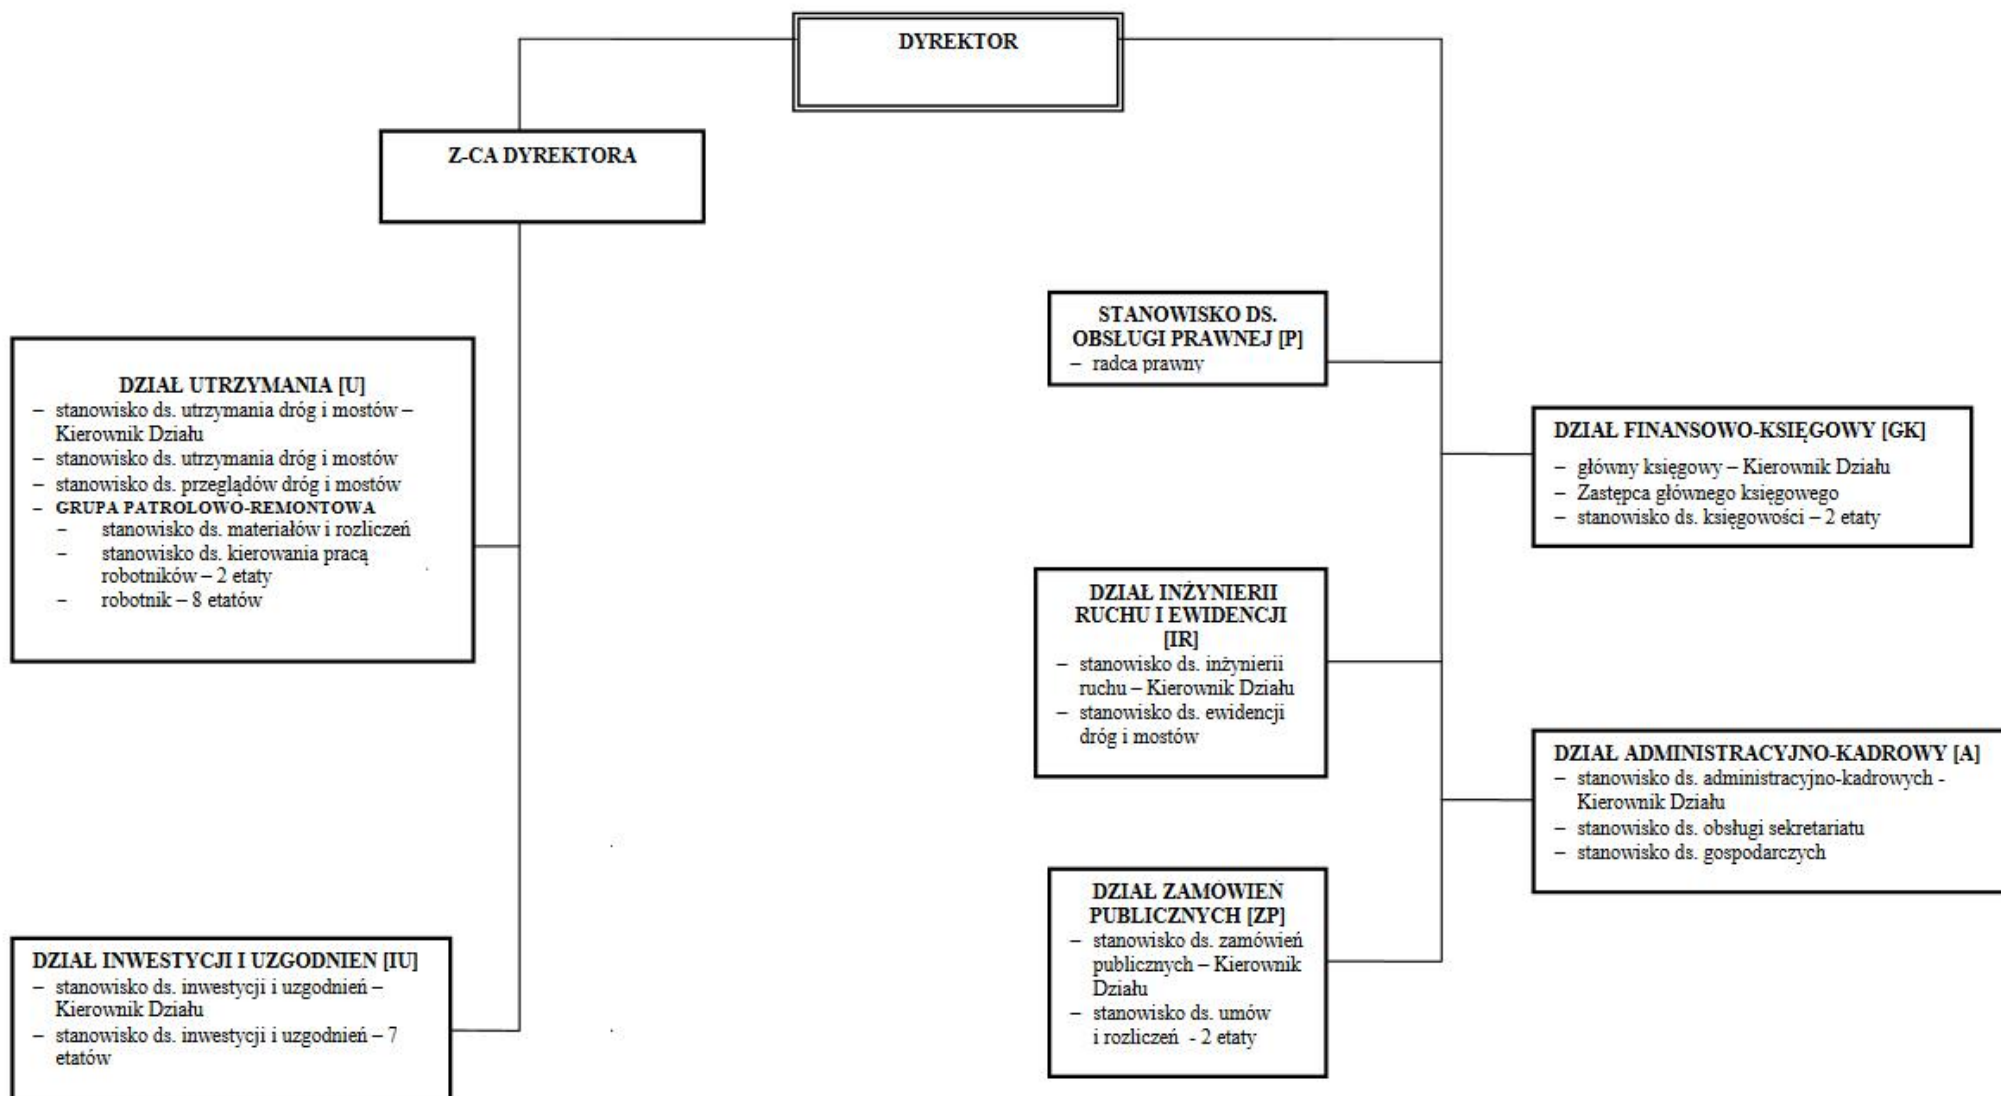 DYREKTOR
Z-CA DYREKTORA
STANOWISKO DS.
OBSŁUGI PRAWNEJ [P]
– radca prawny
DZIAŁ UTRZYMANIA [U]
– stanowisko ds. utrzymania dróg i mostów –
Kierownik Działu
– stanowisko ds. utrzymania dróg i mostów
– stanowisko ds. przeglądów dróg i mostów
– GRUPA PATROLOWO-REMONTOWA
– stanowisko ds. materiałów i rozliczeń
– stanowisko ds. kierowania pracą
robotników – 2 etaty
– robotnik – 8 etatów
DZIAŁ FINANSOWO-KSIĘGOWY [GK]
– główny księgowy – Kierownik Działu
– Zastępca głównego księgowego
– stanowisko ds. księgowości – 2 etaty
DZIAŁ INŻYNIERII
RUCHU I EWIDENCJI
[IR]
– stanowisko ds. inżynierii
ruchu – Kierownik Działu
– stanowisko ds. ewidencji
dróg i mostów
DZIAŁ ADMINISTRACYJNO-KADROWY [A]
– stanowisko ds. administracyjno-kadrowych -
Kierownik Działu
– stanowisko ds. obsługi sekretariatu
– stanowisko ds. gospodarczych
DZIAŁ ZAMÓWIEŃ
PUBLICZNYCH [ZP]
– stanowisko ds. zamówień
publicznych – Kierownik
Działu
– stanowisko ds. umów
i rozliczeń - 2 etaty
DZIAŁ INWESTYCJI I UZGODNIEŃ [IU]
– stanowisko ds. inwestycji i uzgodnień –
Kierownik Działu
– stanowisko ds. inwestycji i uzgodnień – 7
etatów